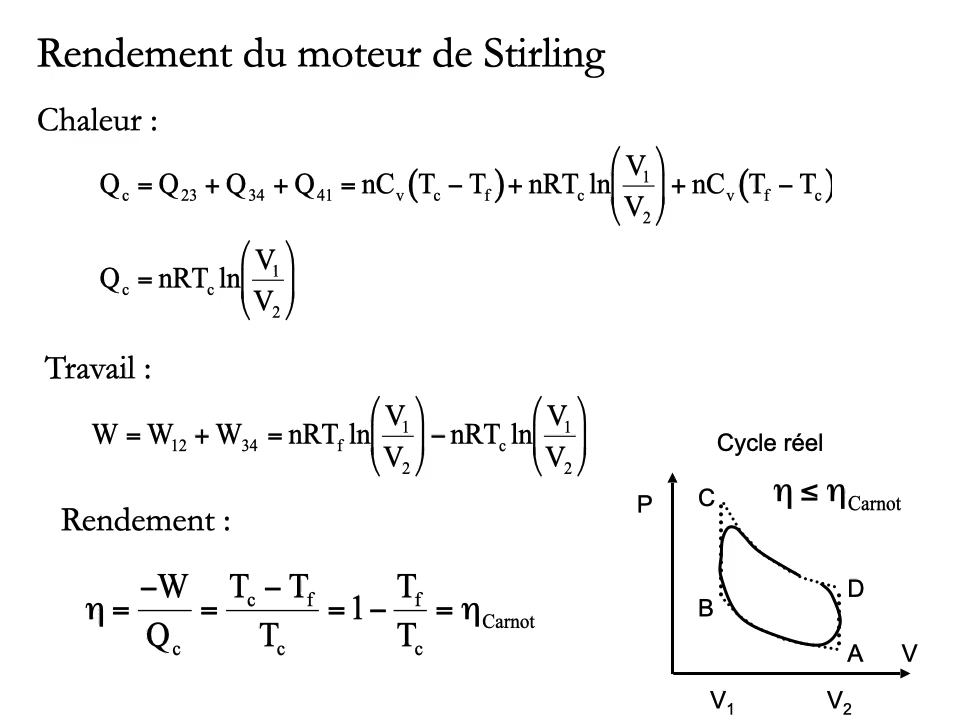 Rendement du moteur de Stirling
Chaleur :
Q_c = Q_23 + Q_34 + Q_41 = nC_v(T_c − T_f) + nRT_c ln(V_1/V_2) + nC_v(T_f − T_c)
Q_c = nRT_c ln(V_1/V_2)
Travail :
W = W_12 + W_34 = nRT_f ln(V_1/V_2) − nRT_c ln(V_1/V_2)
Rendement :
η = −W/Q_c = (T_c − T_f)/T_c = 1 − T_f/T_c = η_Carnot
Cycle réel
η ≤ η_Carnot
P
C
D
B
A
V
V_1
V_2